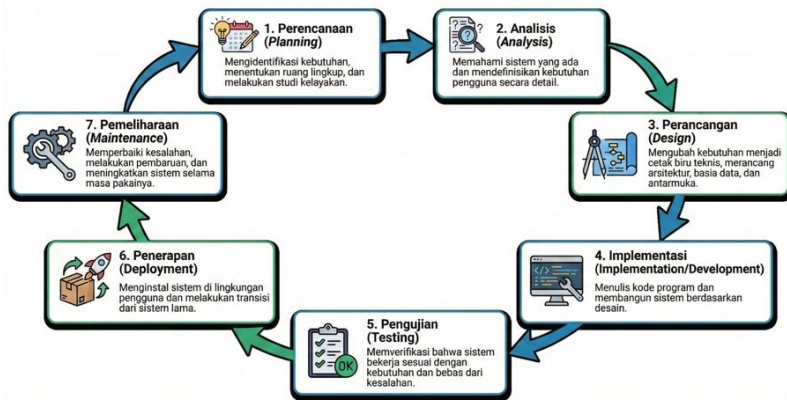 1. Perencanaan
(Planning)
Mengidentifikasi kebutuhan,
menentukan ruang lingkup, dan
melakukan studi kelayakan.
2. Analisis
(Analysis)
Memahami sistem yang ada
dan mendefinisikan kebutuhan
pengguna secara detail.
3. Perancangan
(Design)
Mengubah kebutuhan menjadi
cetak biru teknis, merancang
arsitektur, basia data, dan
antarmuka.
4. Implementasi
(Implementation/Development)
Menulis kode program dan
membangun sistem berdasarkan
desain.
5. Pengujian
(Testing)
Memverifikasi bahwa sistem
bekerja sesuai dengan
kebutuhan dan bebas dari
kesalahan.
OK
6. Penerapan
(Deployment)
Menginstal sistem di lingkungan
pengguna dan melakukan transisi
dari sistem lama.
7. Pemeliharaan
(Maintenance)
Memperbaiki kesalahan,
melakukan pembaruan, dan
meningkatkan sistem selama
masa pakainya.